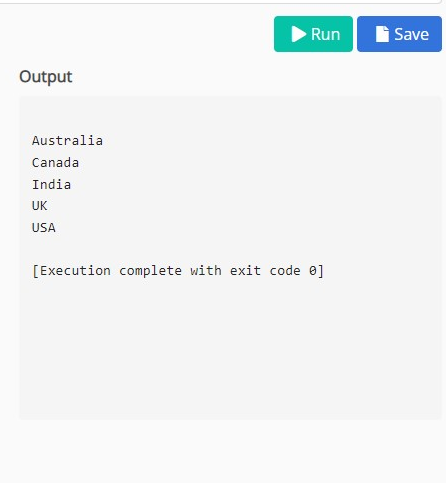 Run Save
Output
Australia
Canada
India
UK
USA
[Execution complete with exit code 0]